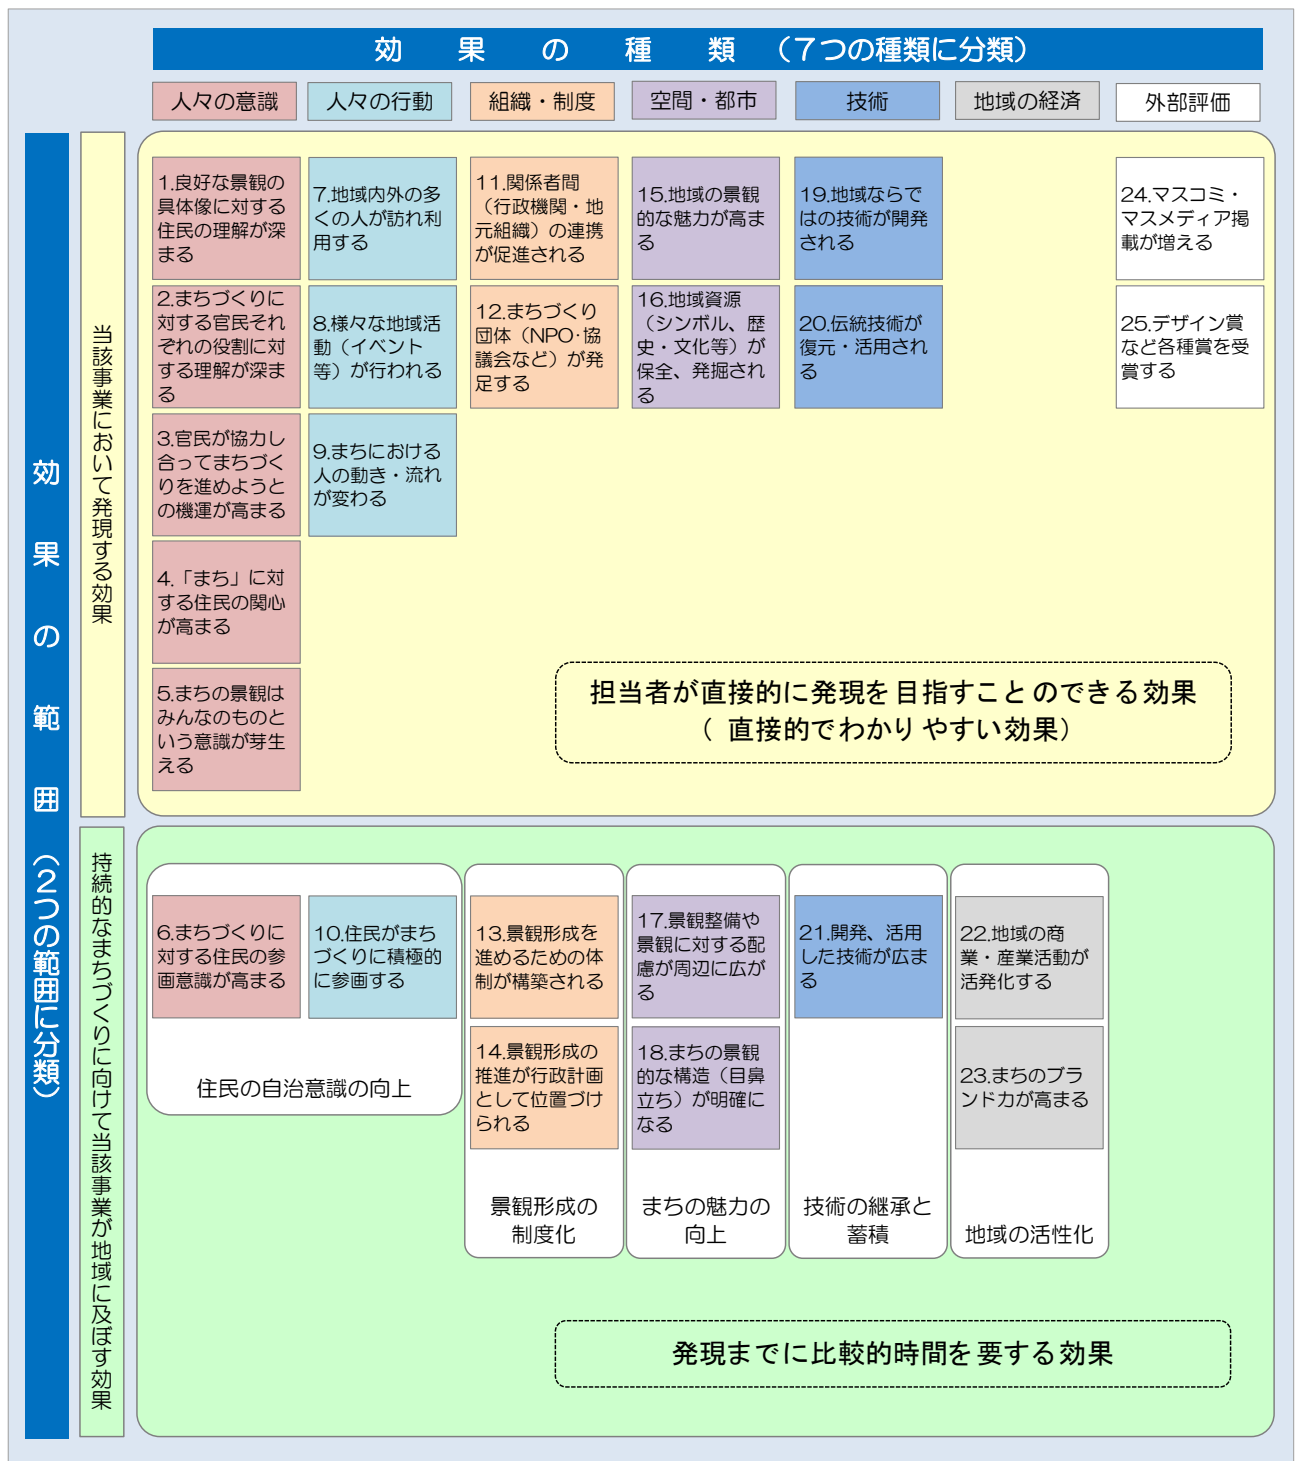 効果の種類（７つの種類に分類）
人々の意識
人々の行動
組織・制度
空間・都市
技術
地域の経済
外部評価
効果の範囲（２つの範囲に分類）
当該事業において発現する効果
1.良好な景観の
具体像に対する
住民の理解が深
まる
2.まちづくりに
対する官民それ
ぞれの役割に対
する理解が深ま
る
3.官民が協力し
合ってまちづく
りを進めようと
の機運が高まる
4.「まち」に対
する住民の関心
が高まる
5.まちの景観は
みんなのものと
いう意識が芽生
える
7.地域内外の多
くの人が訪れ利
用する
8.様々な地域活
動（イベント
等）が行われる
9.まちにおける
人の動き・流れ
が変わる
11.関係者間
（行政機関・地
元組織）の連携
が促進される
12.まちづくり
団体（NPO・協
議会など）が発
足する
15.地域の景観
的な魅力が高ま
る
16.地域資源
（シンボル、歴
史・文化等）が
保全、発掘され
る
19.地域ならで
はの技術が開発
される
20.伝統技術が
復元・活用され
る
24.マスコミ・
マスメディア掲
載が増える
25.デザイン賞
など各種賞を受
賞する
担当者が直接的に発現を目指すことのできる効果
（直接的でわかりやすい効果）
持続的なまちづくりに向けて当該事業が地域に及ぼす効果
6.まちづくりに
対する住民の参
画意識が高まる
10.住民がまち
づくりに積極的
に参画する
住民の自治意識の向上
13.景観形成を
進めるための体
制が構築される
14.景観形成の
推進が行政計画
として位置づけ
られる
景観形成の
制度化
17.景観整備や
景観に対する配
慮が周辺に広が
る
18.まちの景観
的な構造（目鼻
立ち）が明確に
なる
まちの魅力の
向上
21.開発、活用
した技術が広ま
る
技術の継承と
蓄積
22.地域の商
業・産業活動が
活発化する
23.まちのブラ
ンド力が高まる
地域の活性化
発現までに比較的時間を要する効果